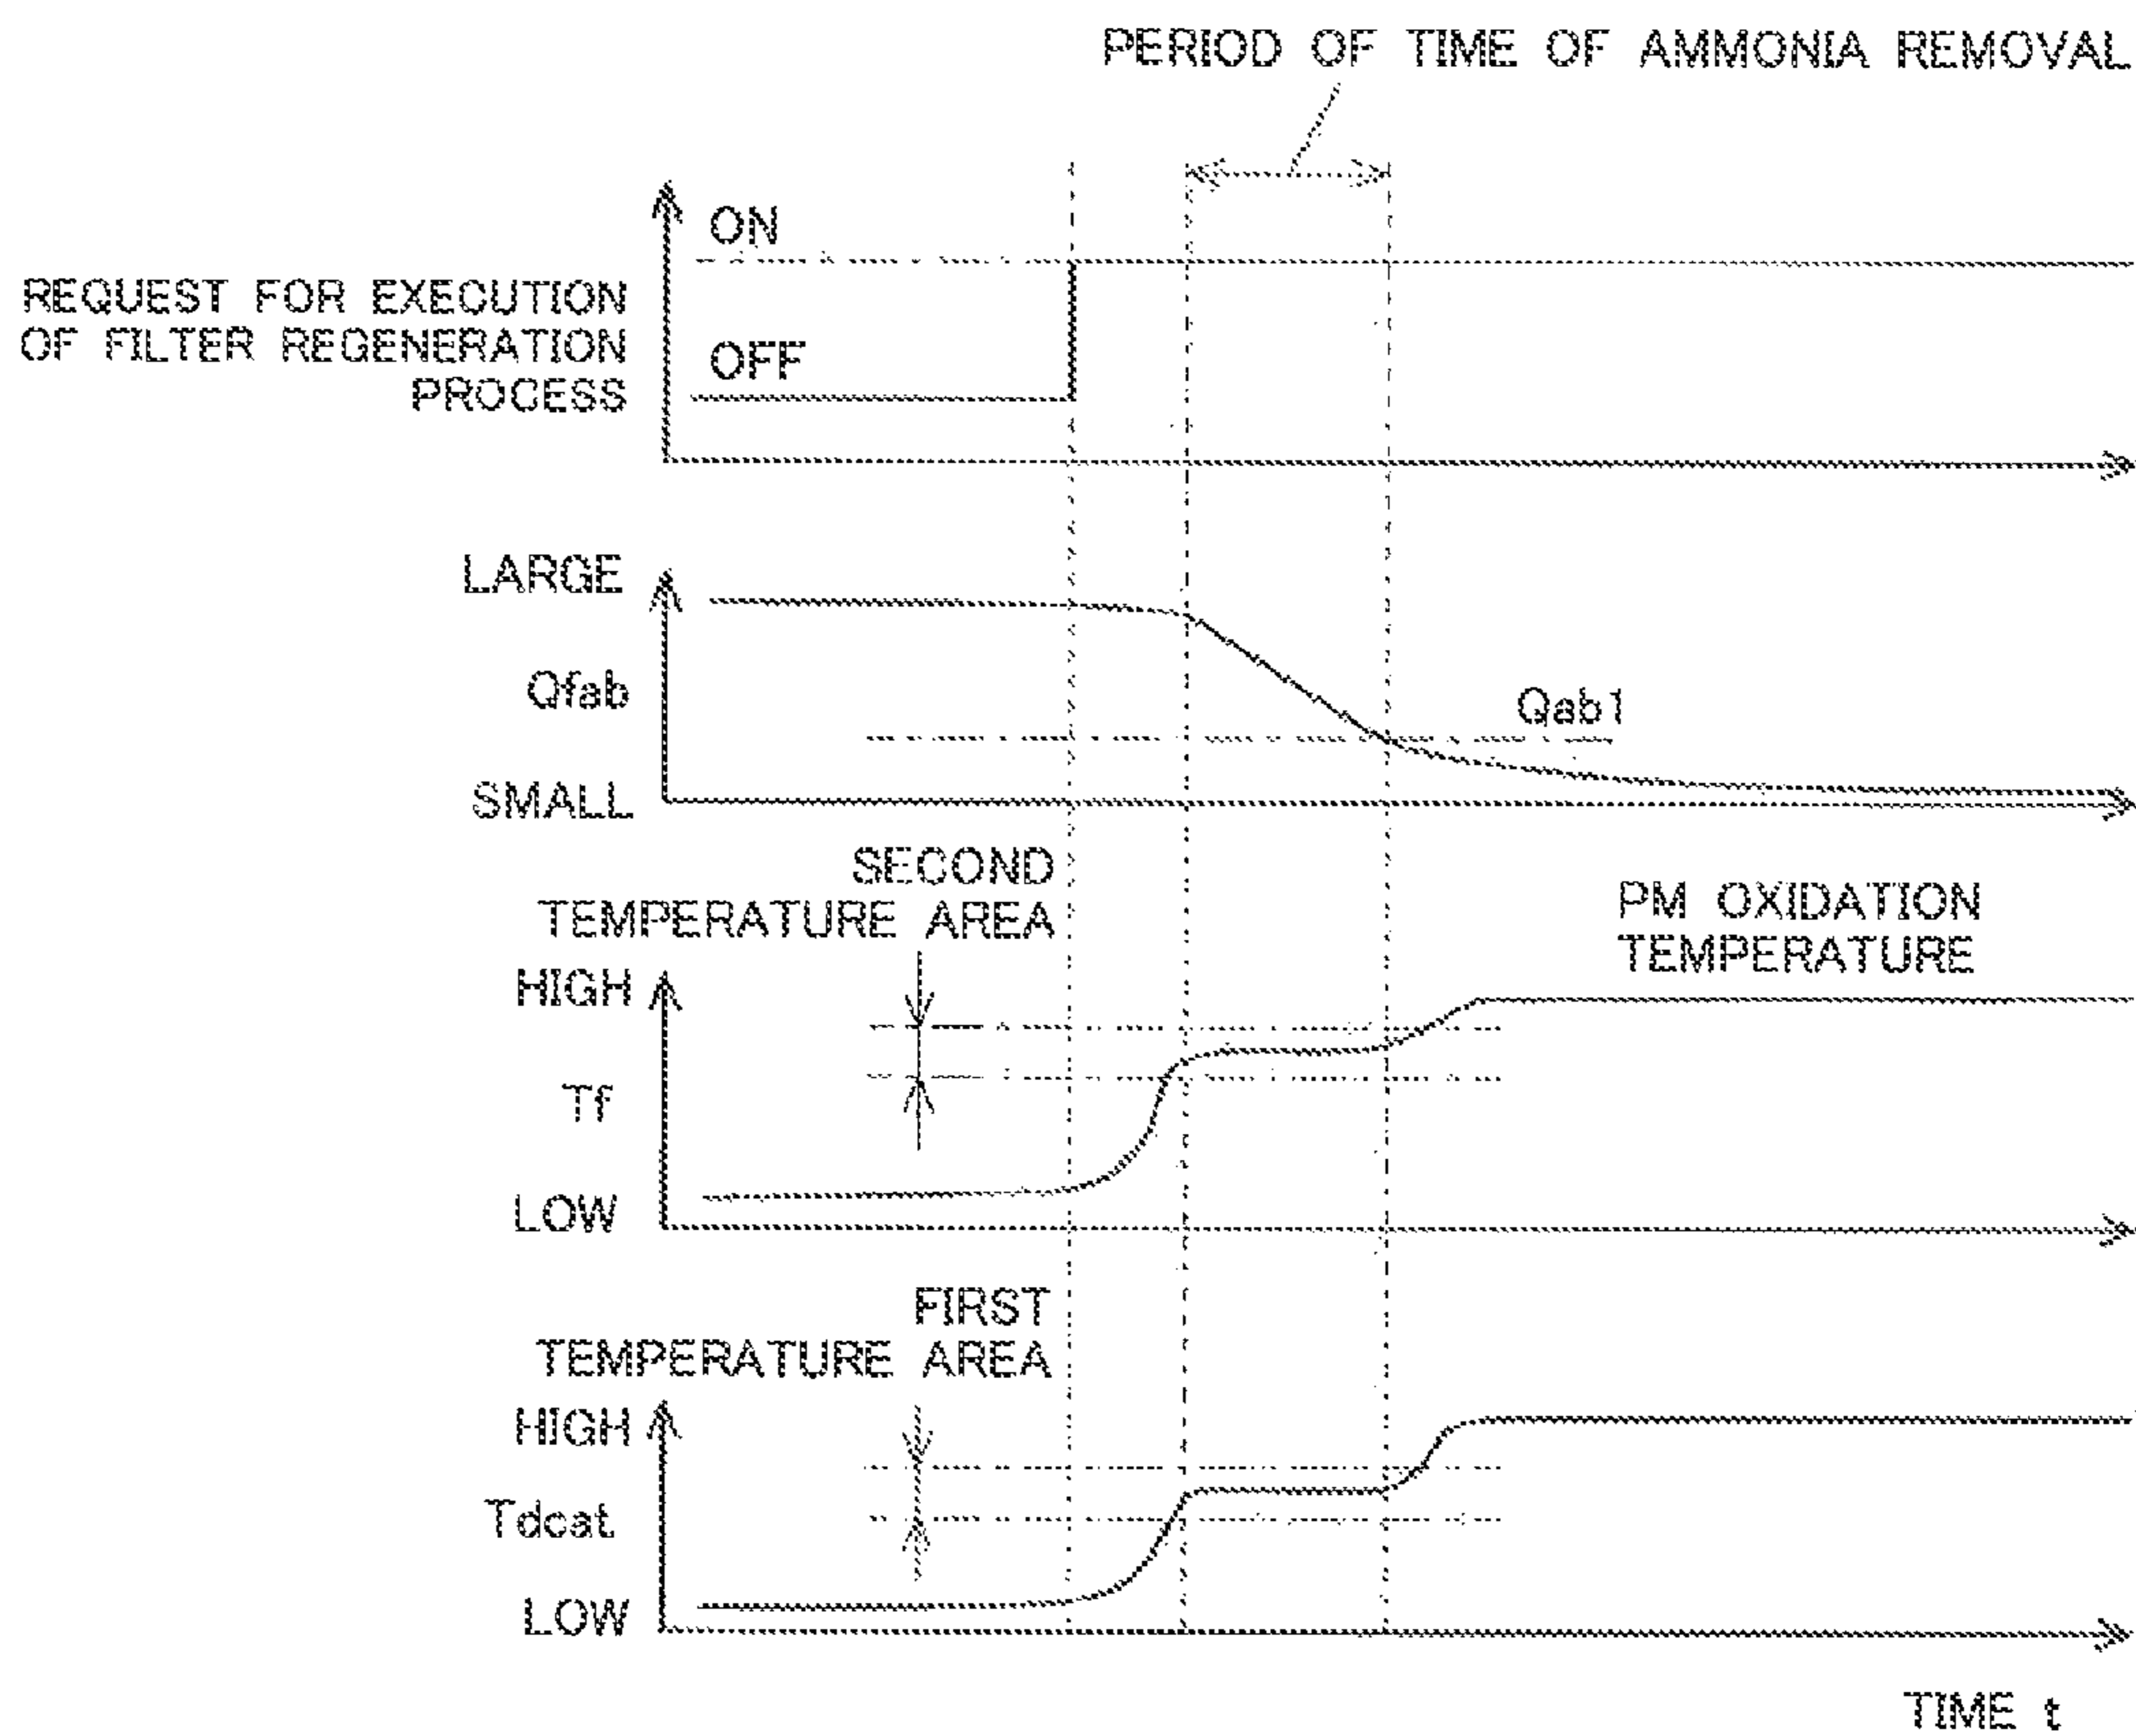 PERIOD OF TIME OF AMMONIA REMOVAL
ON
REQUEST FOR EXECUTION
OF FILTER REGENERATION
PROCESS
OFF
LARGE
Qfab
Qab1
SMALL
SECOND
TEMPERATURE AREA
PM OXIDATION
TEMPERATURE
HIGH
Tf
LOW
FIRST
TEMPERATURE AREA
HIGH
Tdcat
LOW
TIME t